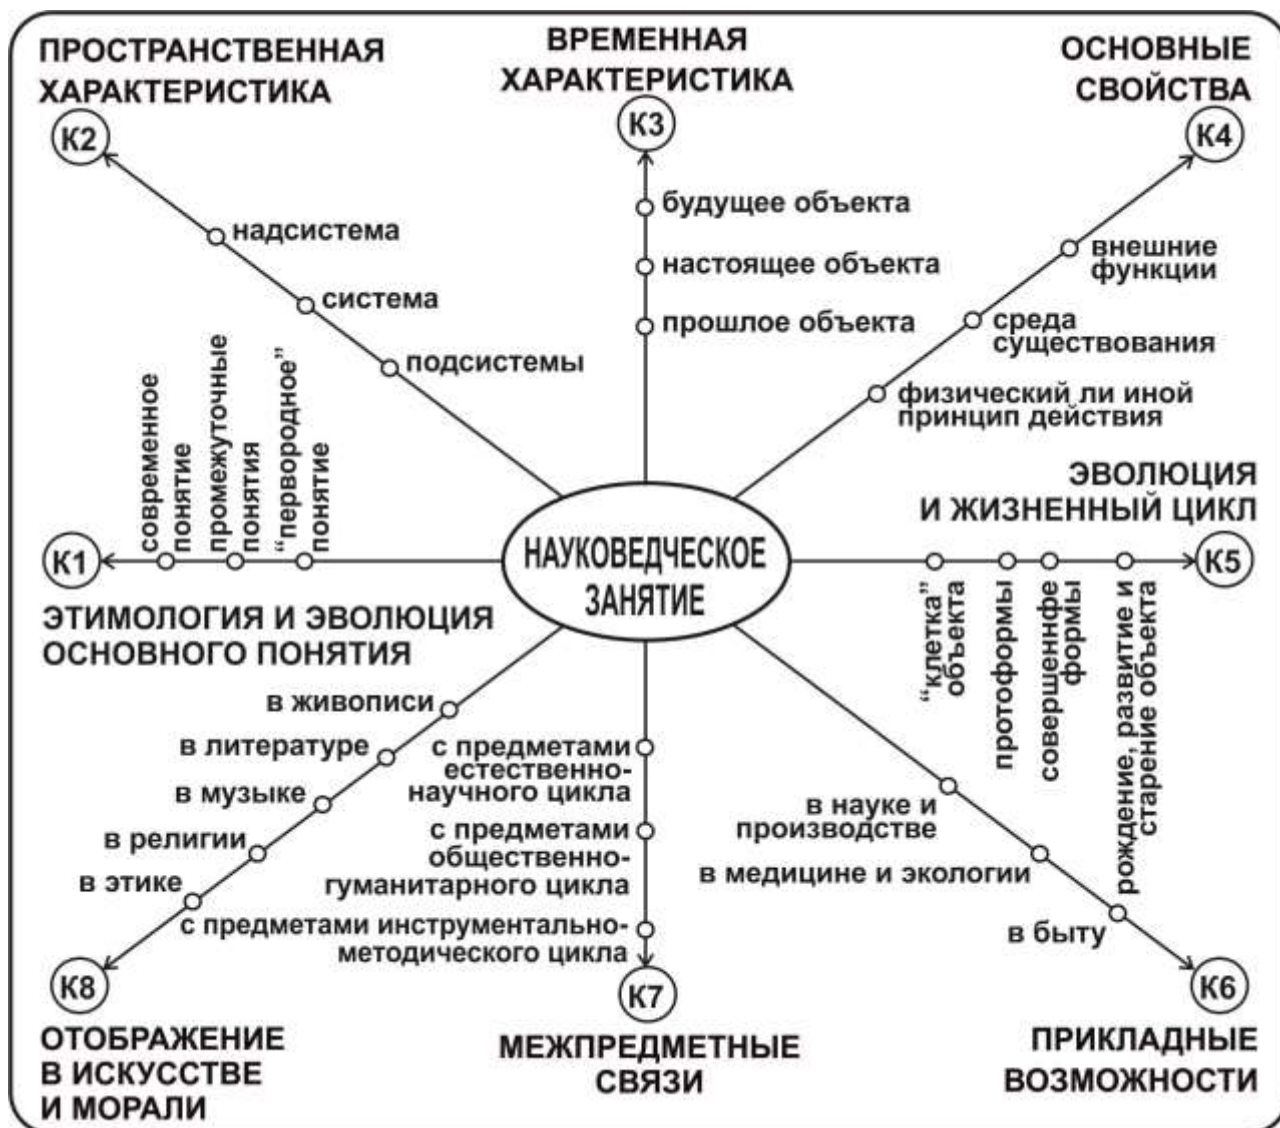 ПРОСТРАНСТВЕННАЯ
ХАРАКТЕРИСТИКА
К2
надсистема
система
подсистемы
ВРЕМЕННАЯ
ХАРАКТЕРИСТИКА
К3
будущее объекта
настоящее объекта
прошлое объекта
ОСНОВНЫЕ
СВОЙСТВА
К4
внешние
функции
среда
существования
физический ли иной
принцип действия
современное
понятие
промежуточные
понятия
“первородное”
понятие
К1
ЭТИМОЛОГИЯ И ЭВОЛЮЦИЯ
ОСНОВНОГО ПОНЯТИЯ
НАУКОВЕДЧЕСКОЕ
ЗАНЯТИЕ
ЭВОЛЮЦИЯ
И ЖИЗНЕННЫЙ ЦИКЛ
К5
“клетка”
объекта
протоформы
совершеннфе
формы
рождение, развитие и
старение объекта
в живописи
в литературе
в музыке
в религии
в этике
К8
ОТОБРАЖЕНИЕ
В ИСКУССТВЕ
И МОРАЛИ
с предметами
естественно-
научного цикла
с предметами
общественно-
гуманитарного цикла
с предметами инструментально-
методического цикла
К7
МЕЖПРЕДМЕТНЫЕ
СВЯЗИ
в науке и
производстве
в медицине и экологии
в быту
К6
ПРИКЛАДНЫЕ
ВОЗМОЖНОСТИ